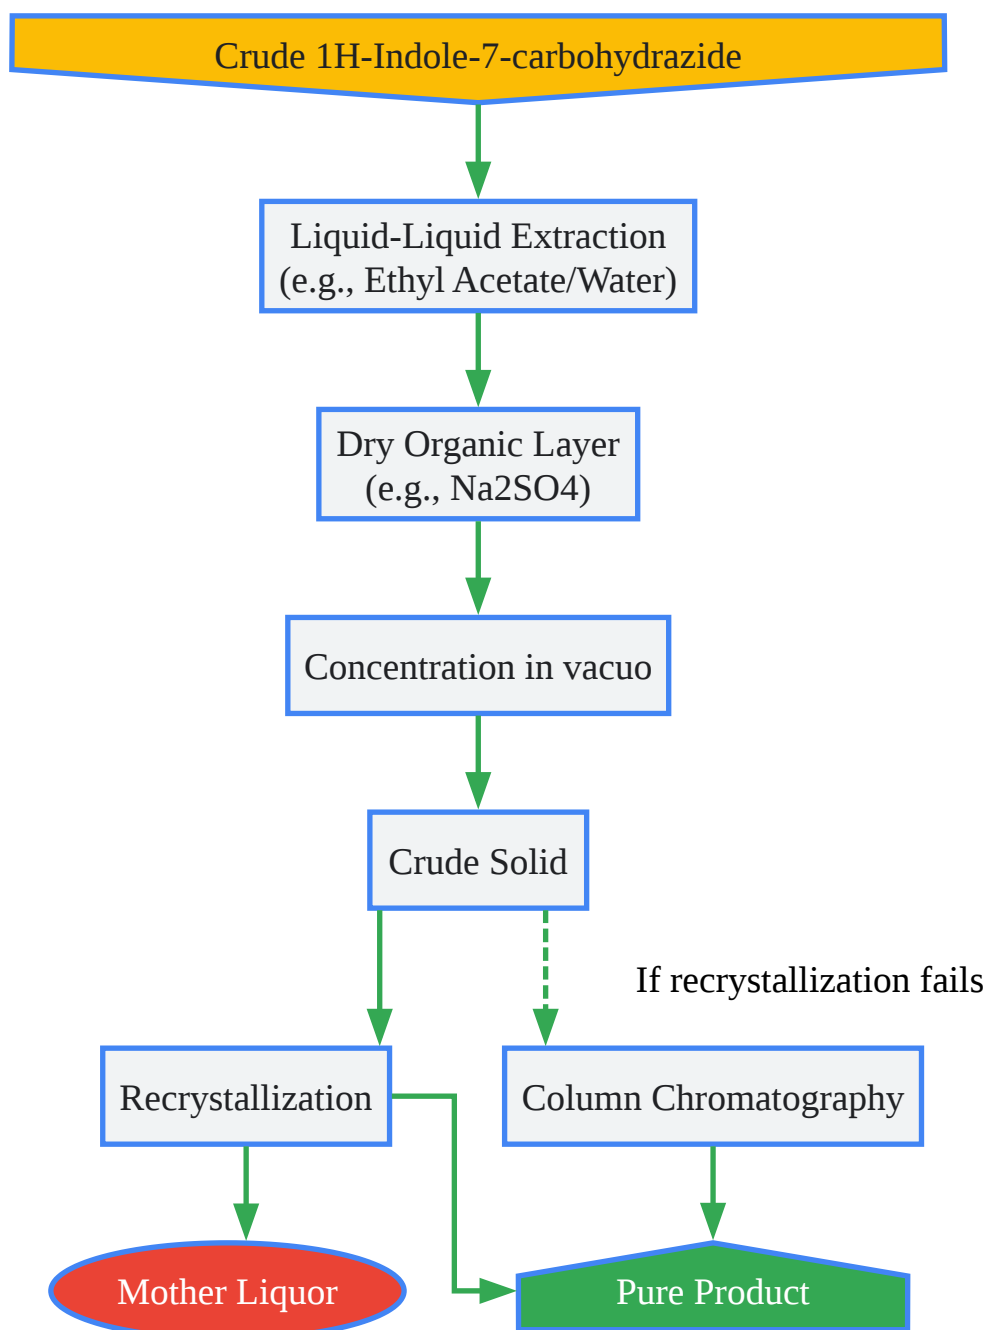 Crude 1H-Indole-7-carbohydrazide
Liquid-Liquid Extraction
(e.g., Ethyl Acetate/Water)
Dry Organic Layer
(e.g., Na2SO4)
Concentration in vacuo
Crude Solid
If recrystallization fails
Recrystallization
Column Chromatography
Mother Liquor
Pure Product